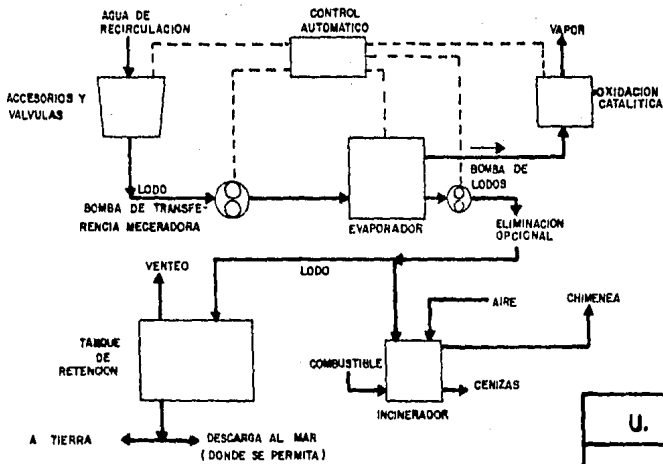 AGUA DE
RECIRCULACION
CONTROL
AUTOMATICO
VAPOR
ACCESORIOS Y
VALVULAS
OXIDACION
CATALITICA
LODO
BOMBA DE TRANSFE-
RENCIA MECERADORA
EVAPORADOR
BOMBA DE
LODOS
ELIMINACION
OPCIONAL
VENTEO
LODO
AIRE
CHIMENEA
TANQUE
DE
RETENCION
COMBUSTIBLE
CENIZAS
INCINERADOR
A TIERRA
DESCARGA AL MAR
(DONDE SE PERMITA)
U.